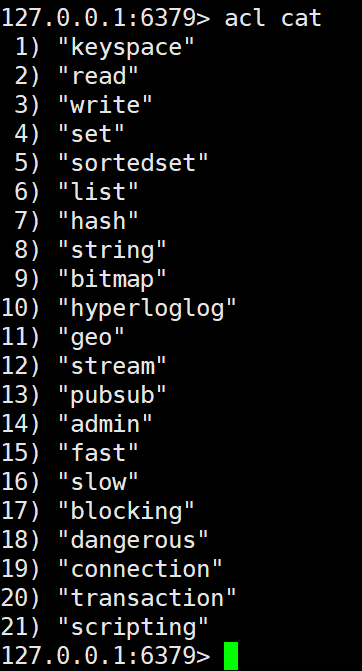 127.0.0.1:6379> acl cat
 1) "keyspace"
 2) "read"
 3) "write"
 4) "set"
 5) "sortedset"
 6) "list"
 7) "hash"
 8) "string"
 9) "bitmap"
10) "hyperloglog"
11) "geo"
12) "stream"
13) "pubsub"
14) "admin"
15) "fast"
16) "slow"
17) "blocking"
18) "dangerous"
19) "connection"
20) "transaction"
21) "scripting"
127.0.0.1:6379>